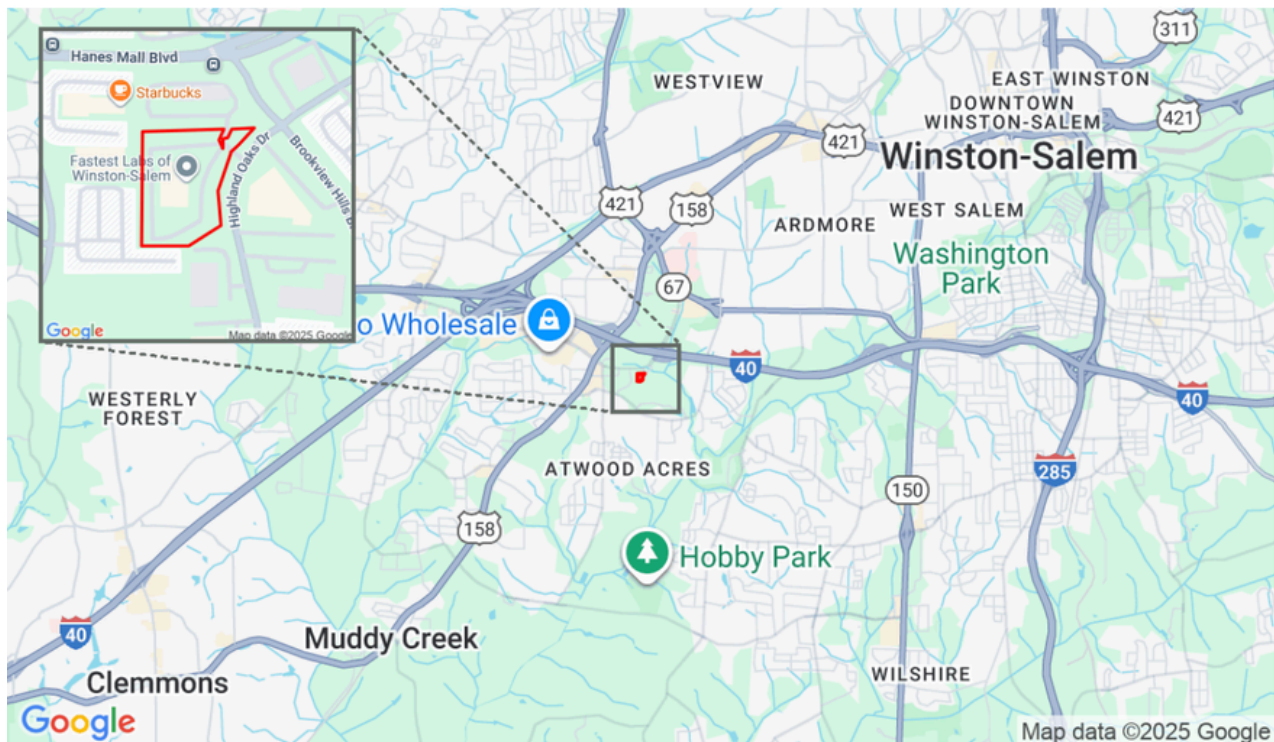 Hanes Mall Blvd
Starbucks
Fastest Labs of
Winston-Salem
Highland Oaks Dr
Brookview Hills B
Google
Map data ©2025 Google
311
WESTVIEW
EAST WINSTON
DOWNTOWN
WINSTON-SALEM
421
421
Winston-Salem
421
158
ARDMORE
WEST SALEM
Washington
Park
67
o Wholesale
40
40
WESTERLY
FOREST
ATWOOD ACRES
285
150
158
Hobby Park
40
Muddy Creek
WILSHIRE
Clemmons
Google
Map data ©2025 Google